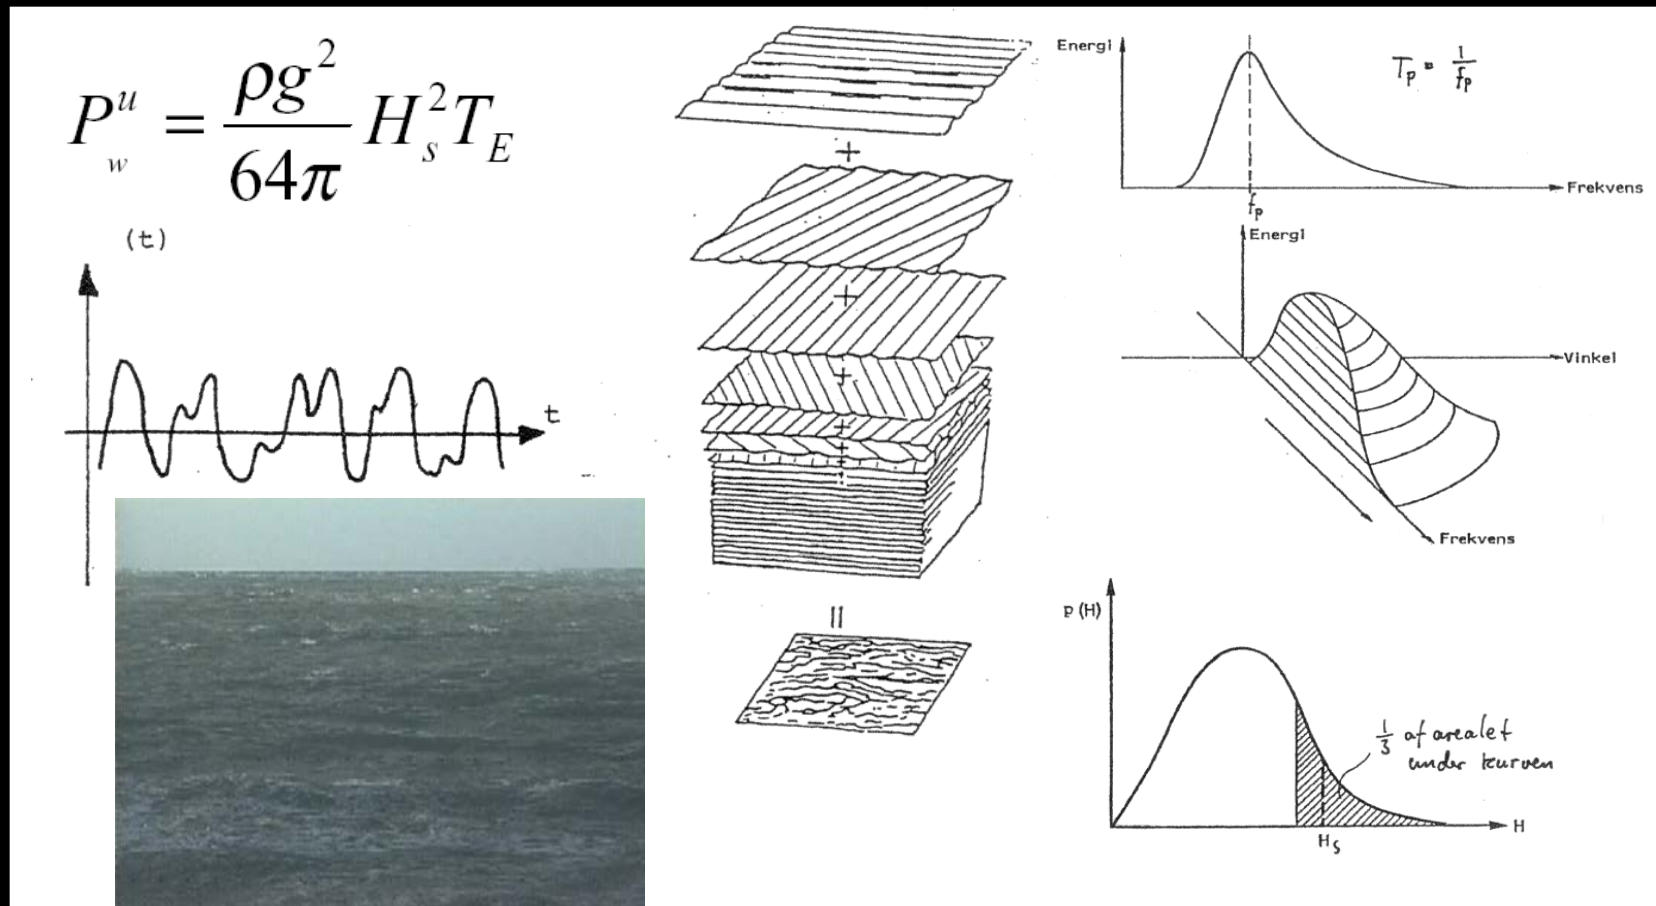 P_w^u = ρg² / 64π H_s² T_E
(t)
t
+
+
+
+
+
+
=
Energi
T_p = 1/f_p
Frekvens
f_p
Energi
Vinkel
Frekvens
p(H)
1/3 af arealet
under kurven
H
H_s